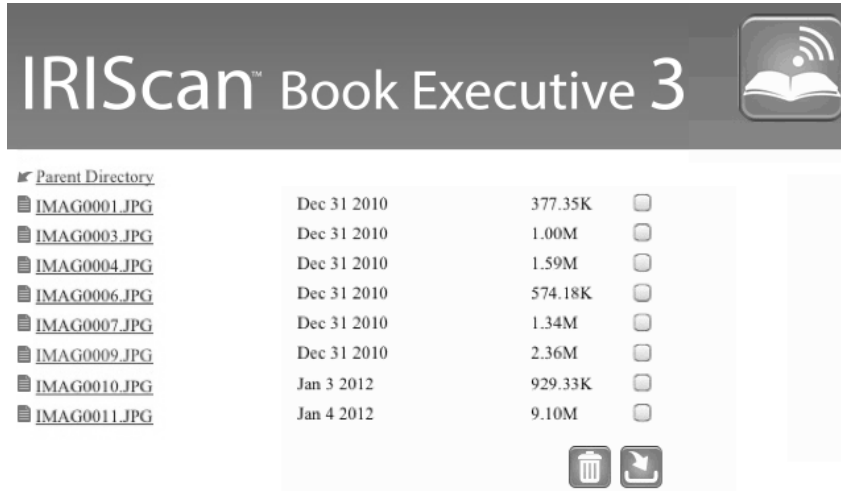 IRIScan™ Book Executive 3
Parent Directory
IMAG0001.JPG Dec 31 2010 377.35K
IMAG0003.JPG Dec 31 2010 1.00M
IMAG0004.JPG Dec 31 2010 1.59M
IMAG0006.JPG Dec 31 2010 574.18K
IMAG0007.JPG Dec 31 2010 1.34M
IMAG0009.JPG Dec 31 2010 2.36M
IMAG0010.JPG Jan 3 2012 929.33K
IMAG0011.JPG Jan 4 2012 9.10M